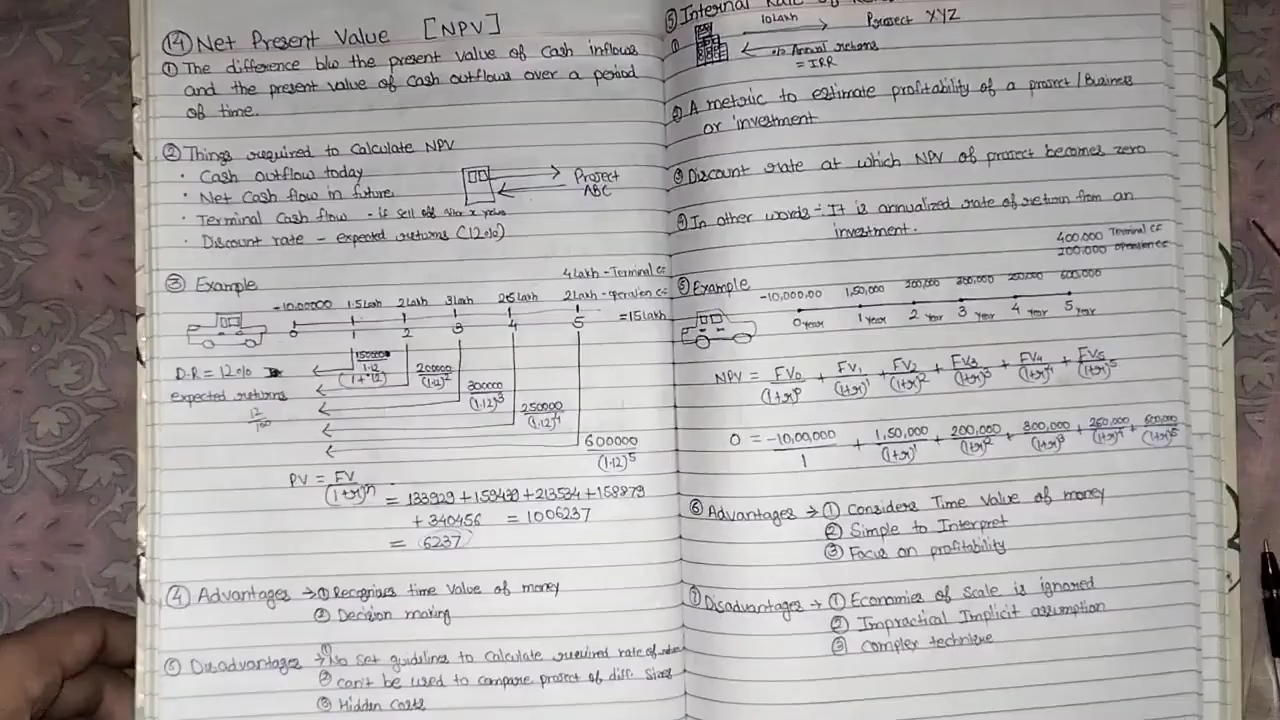 ⑭ Net Present Value [NPV]
① The difference b/w the present value of cash inflows
and the present value of cash outflows over a period
of time.
② Things required to calculate NPV
· Cash outflow today
· Net Cash flow in future
· Terminal Cash flow - if sell off after x years
· Discount rate - expected returns (12%)
Project
ABC
③ Example
4 Lakh - Terminal CF
-10,00000 1.5 Lakh 2 Lakh 3 Lakh 2.5 Lakh 2 Lakh - operation CF
= 15 Lakh
0 1 2 3 4 5
D.R = 12%
expected returns
12/100
150000
1.12
(1+.12)
200000
(1.12)²
300000
(1.12)³
250000
(1.12)⁴
600000
(1.12)⁵
PV = FV
(1+r)ⁿ
= 133929 + 159439 + 213534 + 158879
+ 340456 = 1006237
= 6237
④ Advantages → ① Recognises time value of money
② Decision making
⑤ Disadvantages → ① No set guidelines to calculate required rate of return
② can't be used to compare project of diff. sizes
③ Hidden costs
⑤ Internal Rate of
① 10 Lakh Project XYZ
% Annual returns
= IRR
② A metric to estimate profitability of a project / Business
or investment
③ Discount rate at which NPV of project becomes zero
④ In other words :- It is annualized rate of return from an
investment.
400,000 Terminal CF
200,000 operation CF
⑤ Example
-10,000,00 1,50,000 200,000 300,000 250,000 600,000
0 year 1 year 2 year 3 year 4 year 5 year
NPV = FV₀/(1+r)⁰ + FV₁/(1+r)¹ + FV₂/(1+r)² + FV₃/(1+r)³ + FV₄/(1+r)⁴ + FV₅/(1+r)⁵
0 = -10,00,000/1 + 1,50,000/(1+r)¹ + 200,000/(1+r)² + 300,000/(1+r)³ + 250,000/(1+r)⁴ + 600,000/(1+r)⁵
⑥ Advantages → ① Considers Time Value of money
② Simple to Interpret
③ Focus on profitability
⑦ Disadvantages → ① Economies of Scale is ignored
② Impractical Implicit assumption
③ complex technique